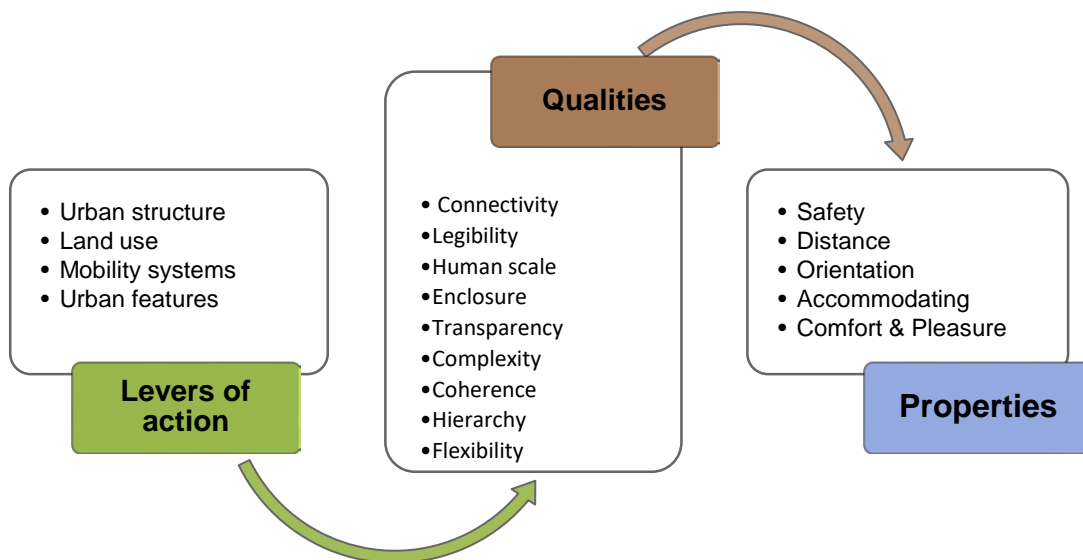 • Urban structure
• Land use
• Mobility systems
• Urban features
Levers of
action
Qualities
• Connectivity
•Legibility
•Human scale
•Enclosure
•Transparency
•Complexity
•Coherence
•Hierarchy
•Flexibility
• Safety
• Distance
• Orientation
• Accommodating
• Comfort & Pleasure
Properties